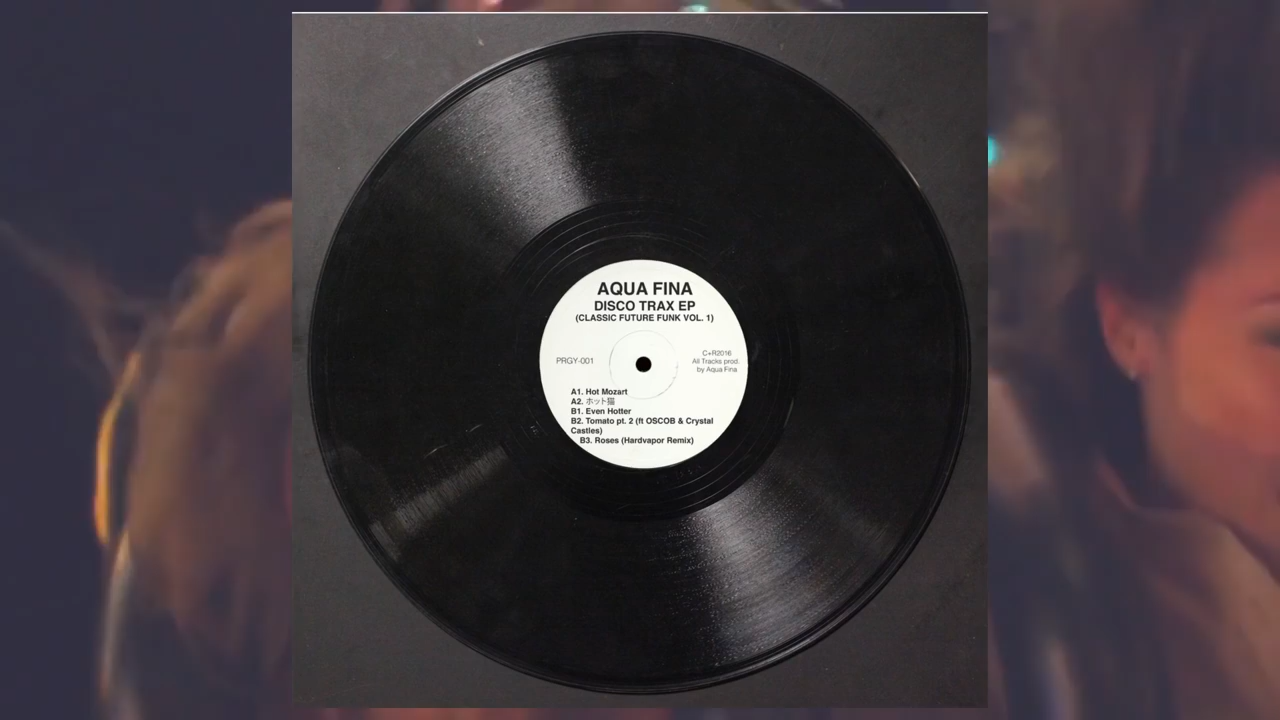 AQUA FINA
DISCO TRAX EP
(CLASSIC FUTURE FUNK VOL. 1)
PRGY-001
C+R2016
All Tracks prod.
by Aqua Fina
A1. Hot Mozart
A2. ホット猫
B1. Even Hotter
B2. Tomato pt. 2 (ft OSCOB & Crystal
Castles)
B3. Roses (Hardvapor Remix)